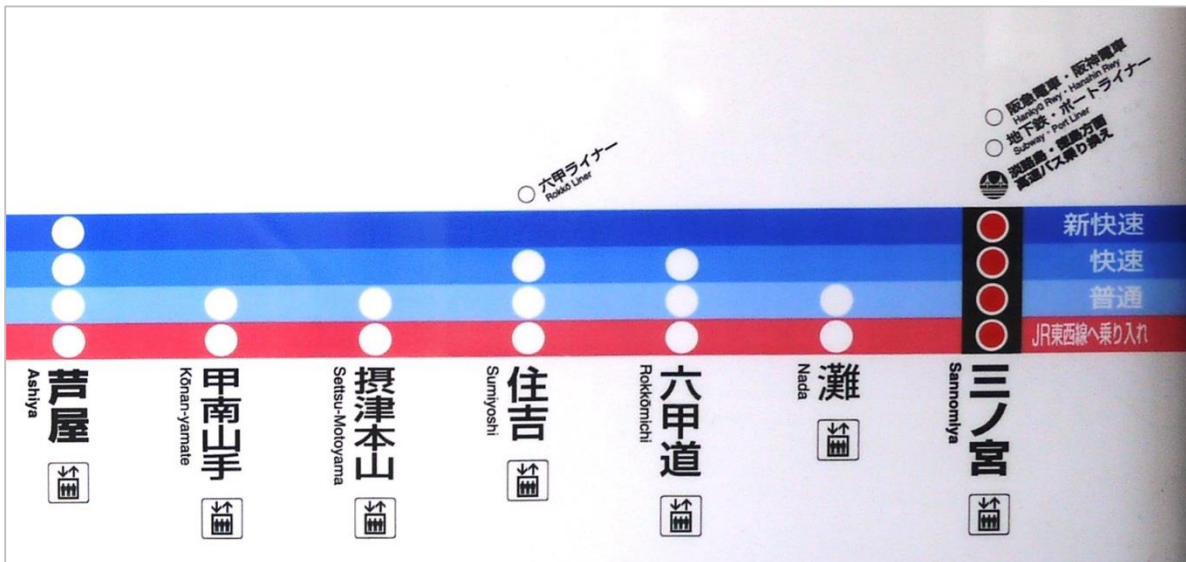 阪急電車・阪神電車
Hankyū Rwy・Hanshin Rwy
地下鉄・ポートライナー
Subway・Port Liner
淡路島・徳島方面
高速バス乗り換え
六甲ライナー
Rokkō Liner
新快速
快速
普通
JR東西線へ乗り入れ
芦屋
Ashiya
甲南山手
Kōnan-yamate
摂津本山
Settsu-Motoyama
住吉
Sumiyoshi
六甲道
Rokkōmichi
灘
Nada
三ノ宮
Sannomiya